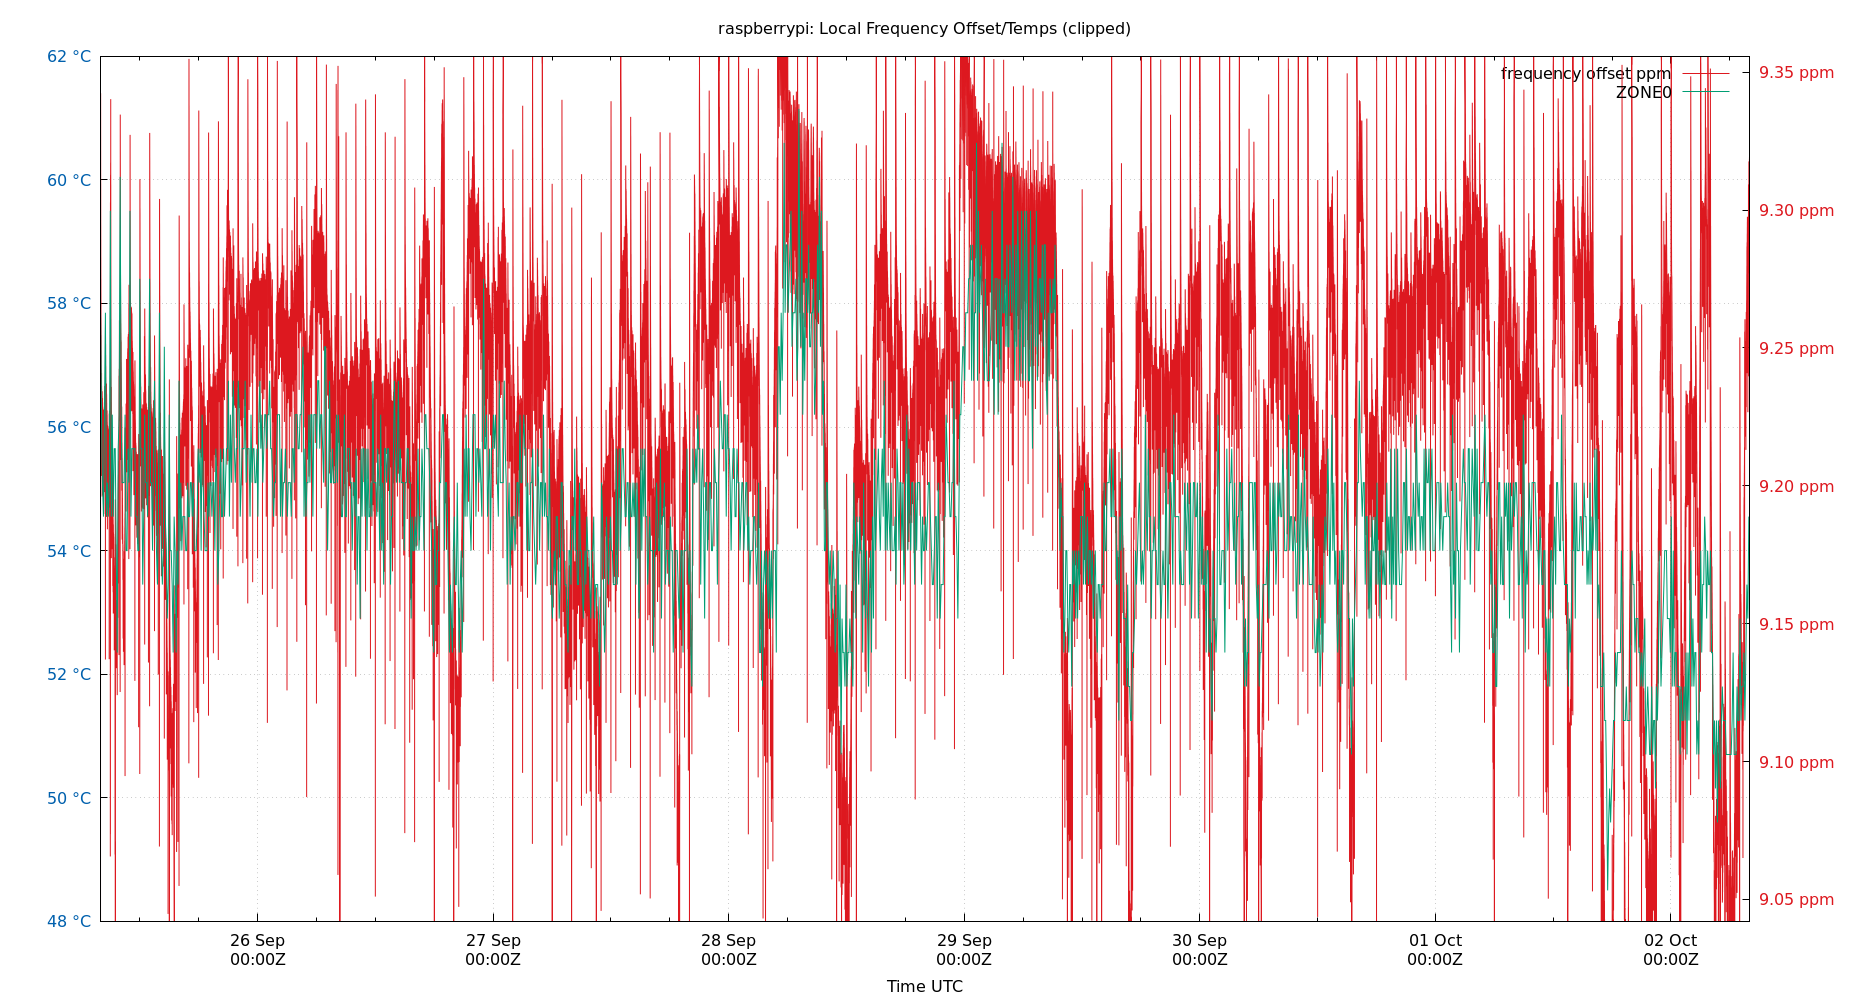 raspberrypi: Local Frequency Offset/Temps (clipped)
frequency offset ppm
ZONE0
62 °C
60 °C
58 °C
56 °C
54 °C
52 °C
50 °C
48 °C
9.35 ppm
9.30 ppm
9.25 ppm
9.20 ppm
9.15 ppm
9.10 ppm
9.05 ppm
26 Sep
00:00Z
27 Sep
00:00Z
28 Sep
00:00Z
29 Sep
00:00Z
30 Sep
00:00Z
01 Oct
00:00Z
02 Oct
00:00Z
Time UTC